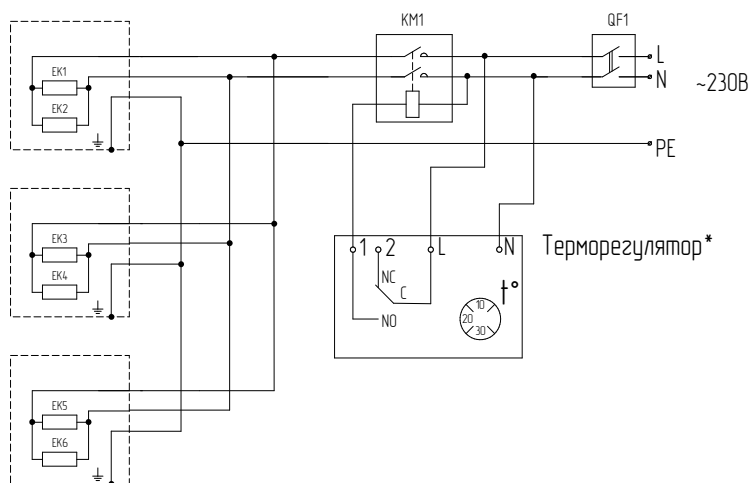 KM1
QF1
L
N
~230В
PE
EK1
EK2
EK3
EK4
EK5
EK6
1 2 L N
Терморегулятор*
NC
C
NO
t°
10
20
30